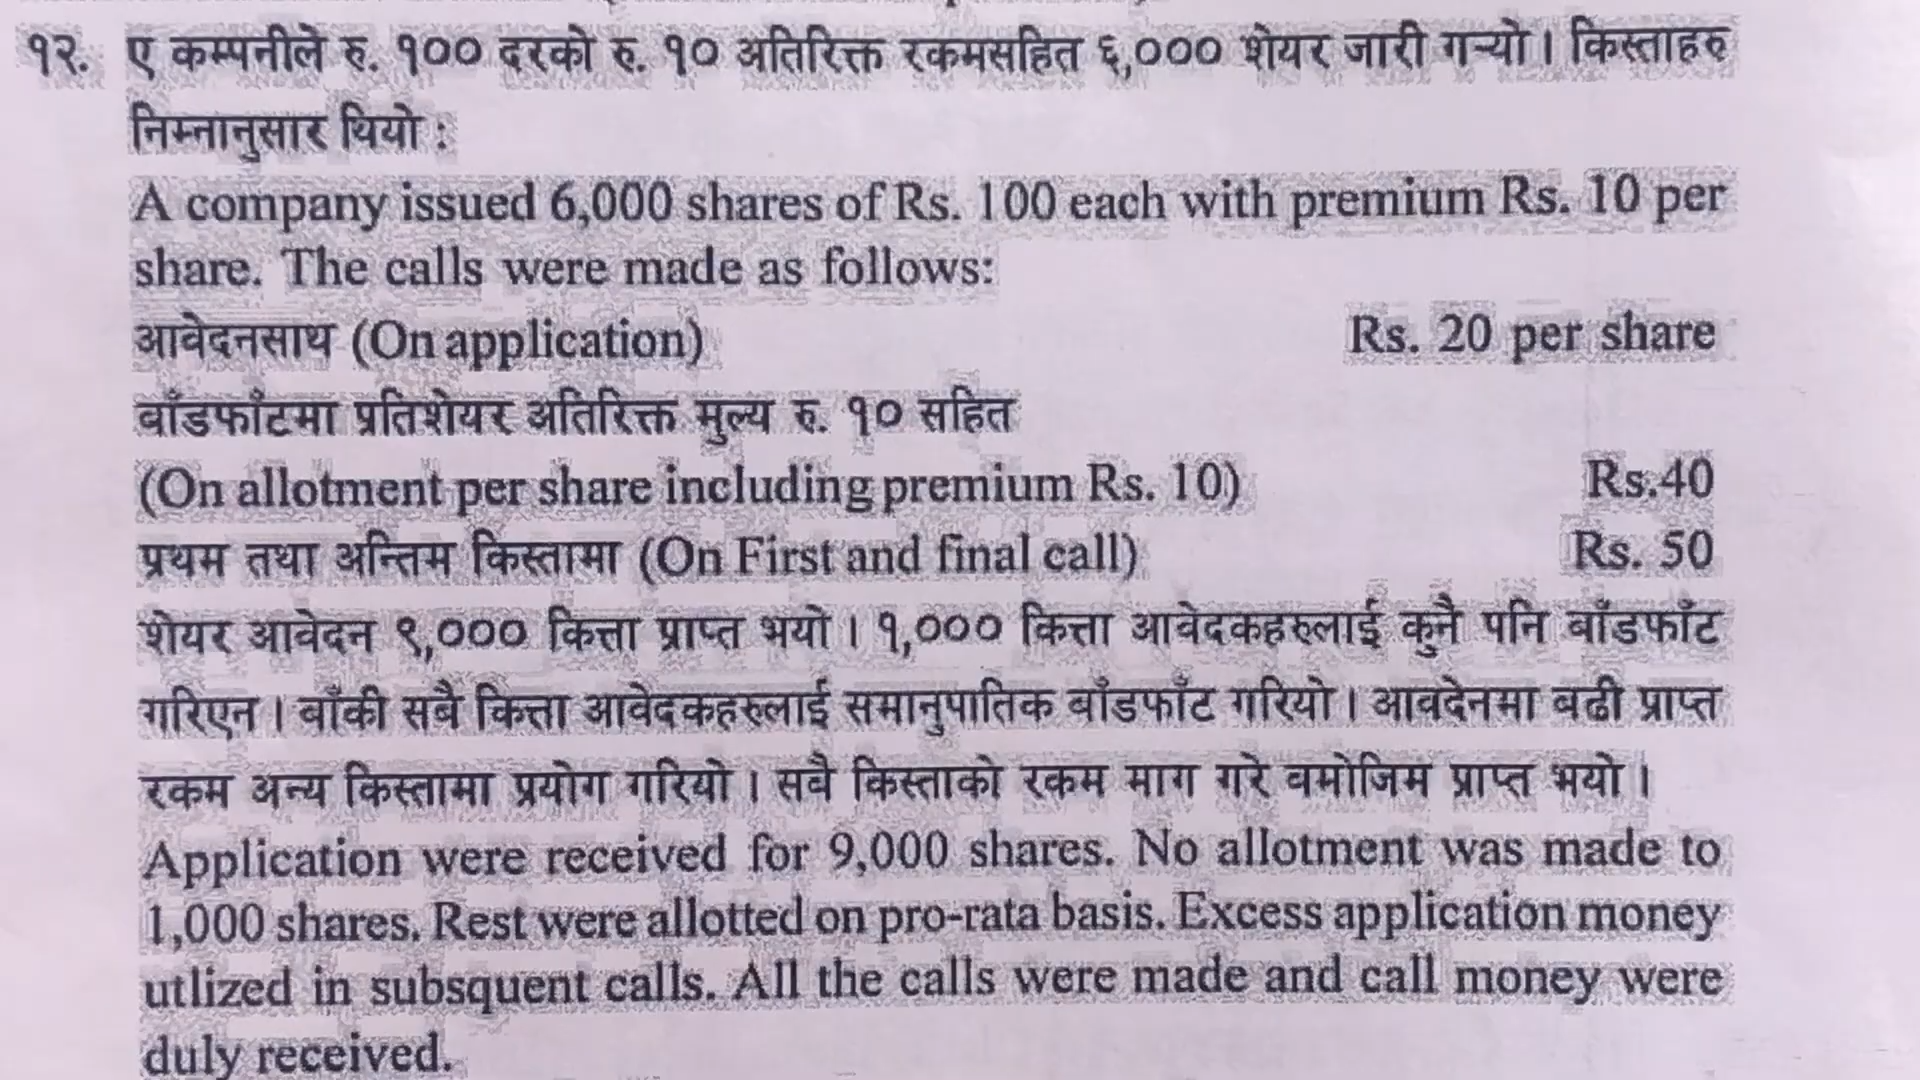 १२. ए कम्पनीले रु. १०० दरको रु. १० अतिरिक्त रकमसहित ६,००० शेयर जारी गऱ्यो । किस्ताहरु
निम्नानुसार थियो :
A company issued 6,000 shares of Rs. 100 each with premium Rs. 10 per
share. The calls were made as follows:
आवेदनसाथ (On application) Rs. 20 per share
बाँडफाँटमा प्रतिशेयर अतिरिक्त मुल्य रु. १० सहित
(On allotment per share including premium Rs. 10) Rs.40
प्रथम तथा अन्तिम किस्तामा (On First and final call) Rs. 50
शेयर आवेदन ९,००० कित्ता प्राप्त भयो । १,००० कित्ता आवेदकहरुलाई कुनै पनि बाँडफाँट
गरिएन । बाँकी सबै कित्ता आवेदकहरुलाई समानुपातिक बाँडफाँट गरियो । आवदेनमा बढी प्राप्त
रकम अन्य किस्तामा प्रयोग गरियो । सबै किस्ताको रकम माग गरे बमोजिम प्राप्त भयो ।
Application were received for 9,000 shares. No allotment was made to
1,000 shares. Rest were allotted on pro-rata basis. Excess application money
utlized in subsquent calls. All the calls were made and call money were
duly received.